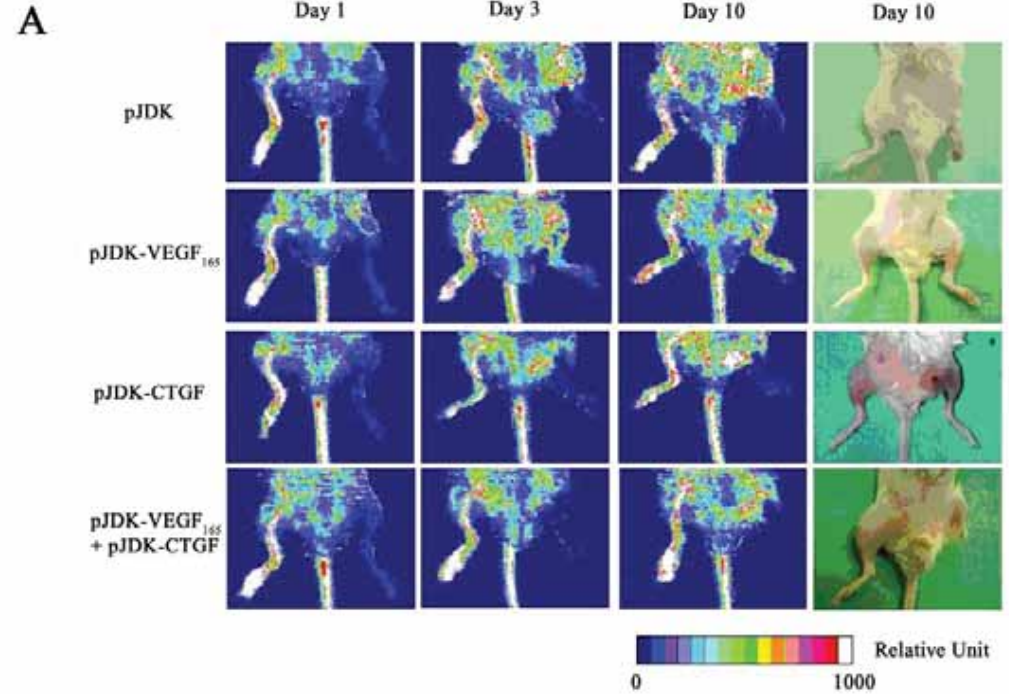 A
Day 1 Day 3 Day 10 Day 10
pJDK
pJDK-VEGF₁₆₅
pJDK-CTGF
pJDK-VEGF₁₆₅
+ pJDK-CTGF
Relative Unit
0 1000